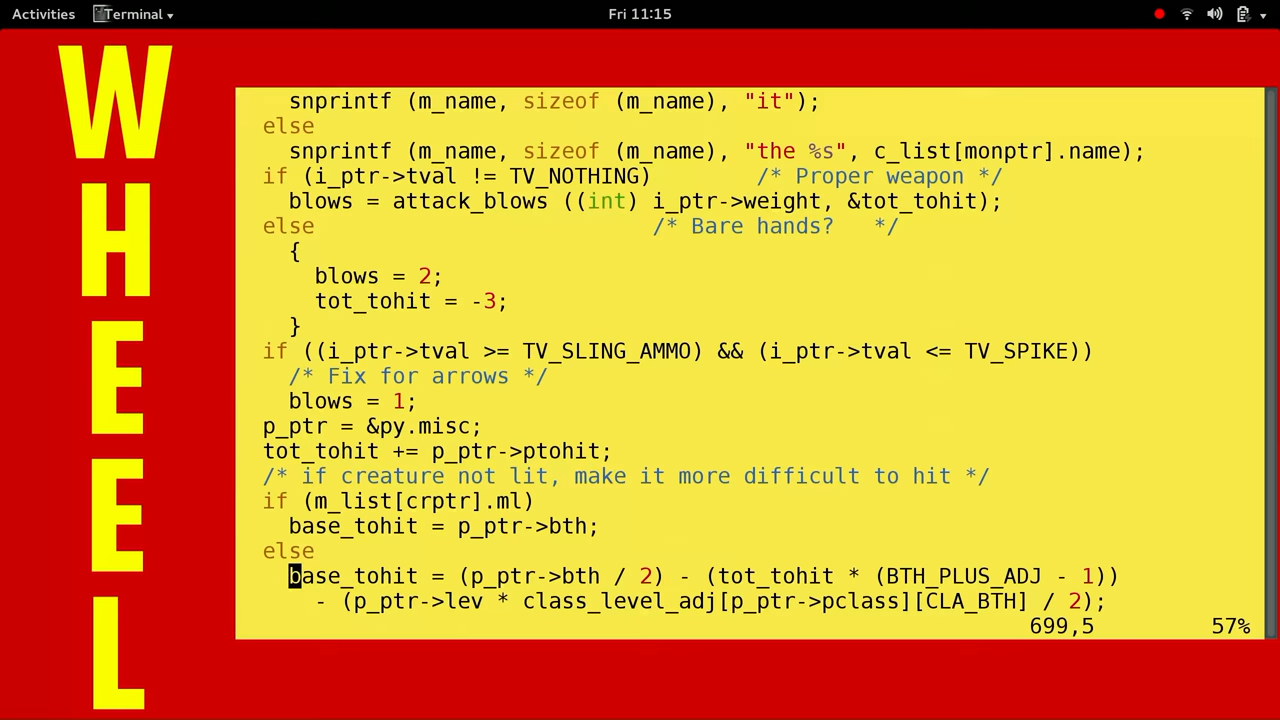 Activities Terminal Fri 11:15
WHEEL
snprintf (m_name, sizeof (m_name), "it");
else
snprintf (m_name, sizeof (m_name), "the %s", c_list[monptr].name);
if (i_ptr->tval != TV_NOTHING) /* Proper weapon */
blows = attack_blows ((int) i_ptr->weight, &tot_tohit);
else /* Bare hands? */
{
blows = 2;
tot_tohit = -3;
}
if ((i_ptr->tval >= TV_SLING_AMMO) && (i_ptr->tval <= TV_SPIKE))
/* Fix for arrows */
blows = 1;
p_ptr = &py.misc;
tot_tohit += p_ptr->ptohit;
/* if creature not lit, make it more difficult to hit */
if (m_list[crptr].ml)
base_tohit = p_ptr->bth;
else
base_tohit = (p_ptr->bth / 2) - (tot_tohit * (BTH_PLUS_ADJ - 1))
- (p_ptr->lev * class_level_adj[p_ptr->pclass][CLA_BTH] / 2);
699,5 57%